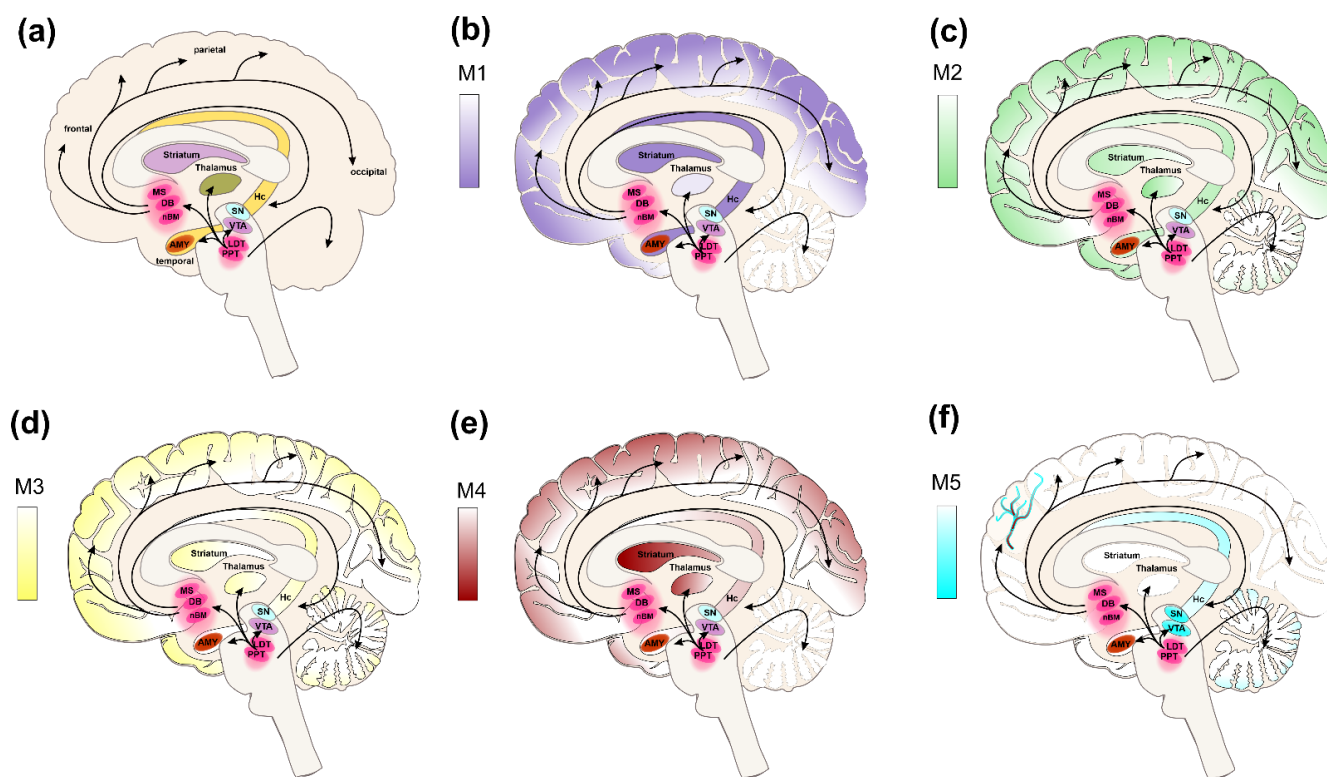 (a)
parietal
frontal
occipital
Striatum
Thalamus
MS
DB
nBM
Hc
SN
VTA
AMY
LDT
PPT
temporal
(b)
M1
Striatum
Thalamus
MS
DB
nBM
Hc
SN
VTA
AMY
LDT
PPT
(c)
M2
Striatum
Thalamus
MS
DB
nBM
Hc
SN
VTA
AMY
LDT
PPT
(d)
M3
Striatum
Thalamus
MS
DB
nBM
Hc
SN
VTA
AMY
LDT
PPT
(e)
M4
Striatum
Thalamus
MS
DB
nBM
Hc
SN
VTA
AMY
LDT
PPT
(f)
M5
Striatum
Thalamus
MS
DB
nBM
Hc
SN
VTA
AMY
LDT
PPT